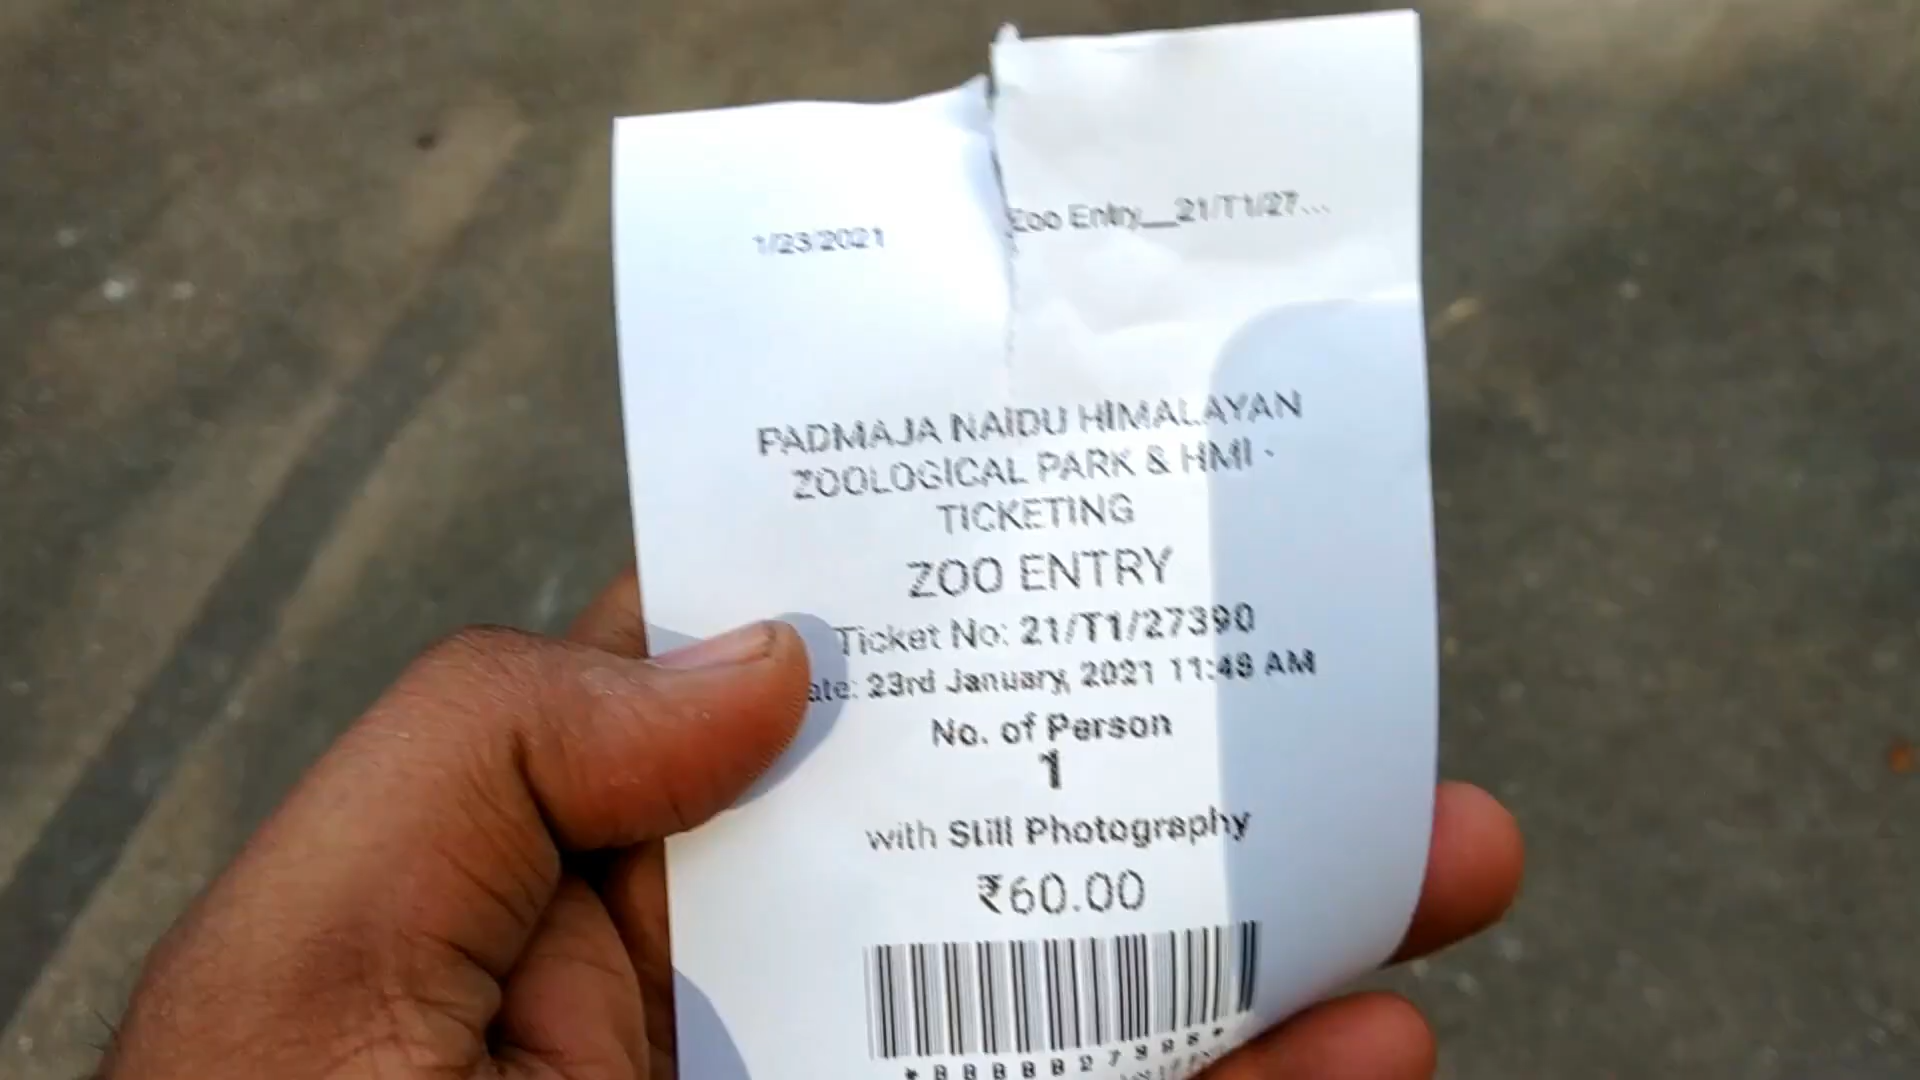 1/23/2021 Zoo Entry__21/T1/27...
PADMAJA NAIDU HIMALAYAN
ZOOLOGICAL PARK & HMI -
TICKETING
ZOO ENTRY
Ticket No: 21/T1/27390
ate: 23rd January, 2021 11:48 AM
No. of Person
1
with Still Photography
₹60.00